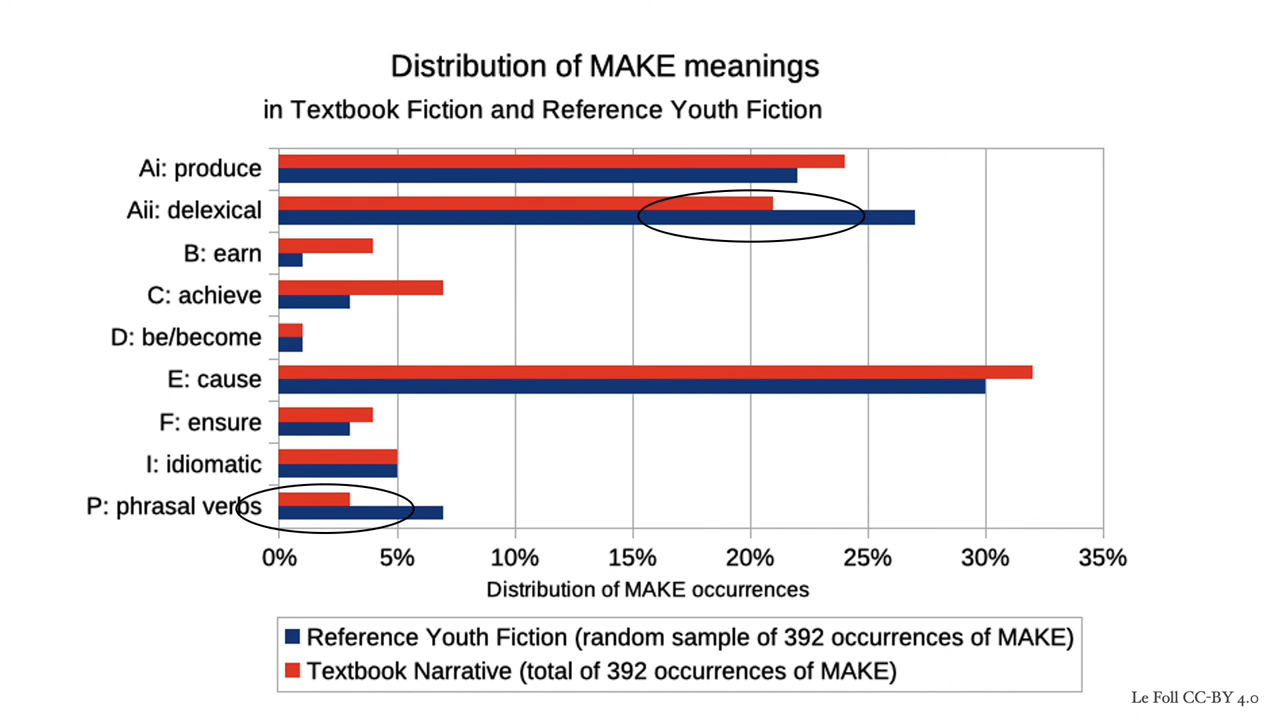 Distribution of MAKE meanings
in Textbook Fiction and Reference Youth Fiction
Ai: produce
Aii: delexical
B: earn
C: achieve
D: be/become
E: cause
F: ensure
I: idiomatic
P: phrasal verbs
0% 5% 10% 15% 20% 25% 30% 35%
Distribution of MAKE occurrences
Reference Youth Fiction (random sample of 392 occurrences of MAKE)
Textbook Narrative (total of 392 occurrences of MAKE)
Le Foll CC-BY 4.0